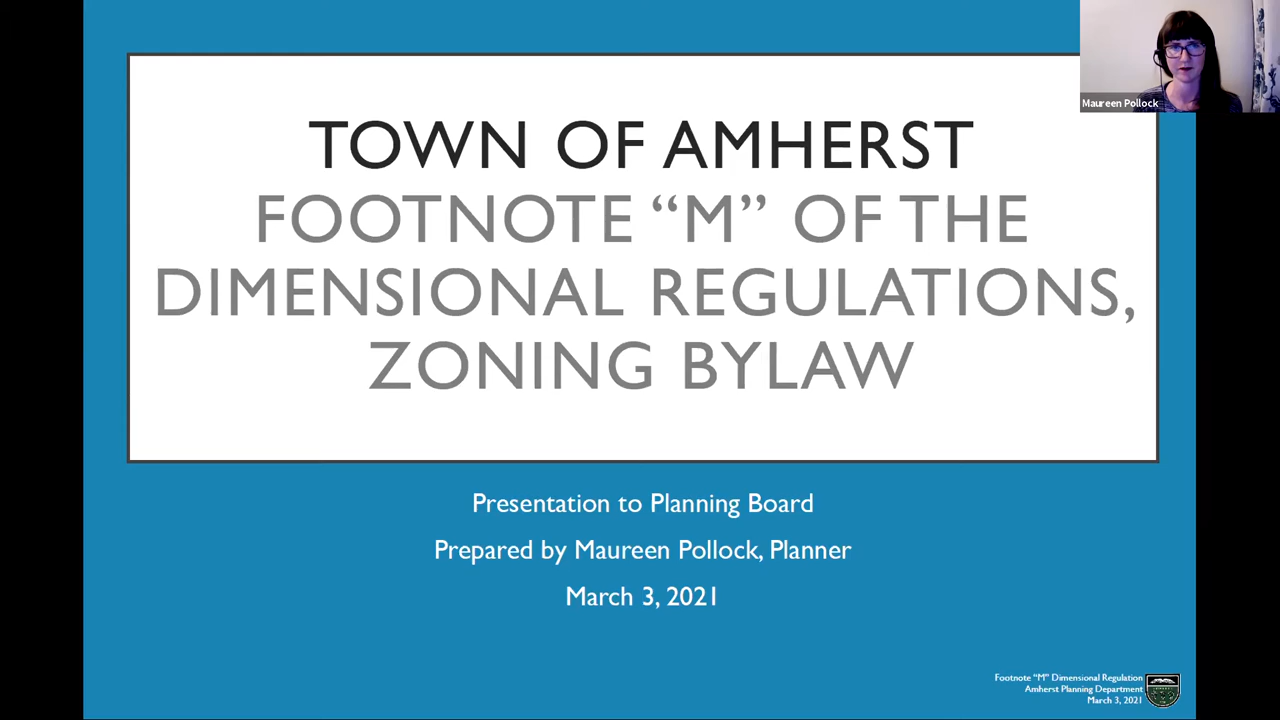 Maureen Pollock
TOWN OF AMHERST
FOOTNOTE “M” OF THE
DIMENSIONAL REGULATIONS,
ZONING BYLAW
Presentation to Planning Board
Prepared by Maureen Pollock, Planner
March 3, 2021
Footnote “M” Dimensional Regulation
Amherst Planning Department
March 3, 2021